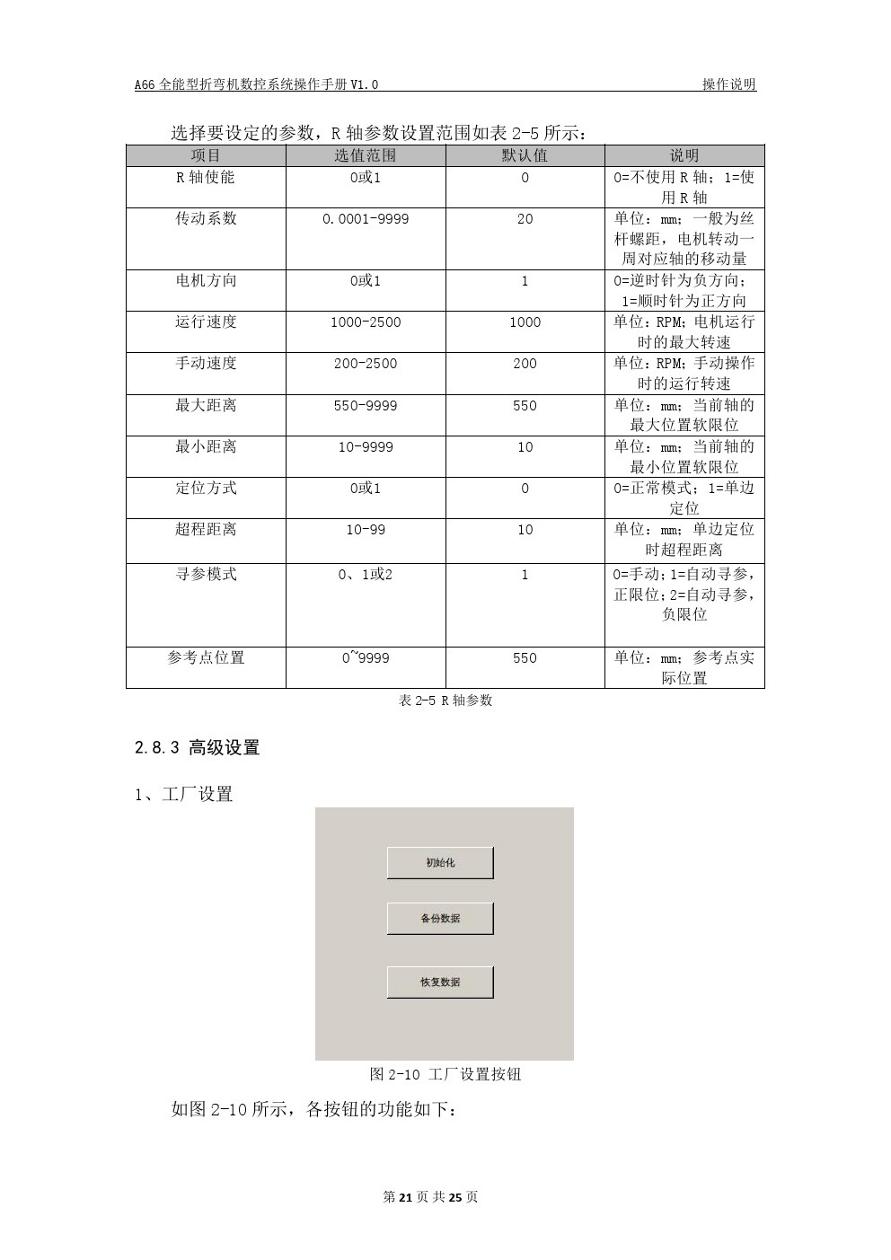 A66 全能型折弯机数控系统操作手册 V1.0 操作说明
选择要设定的参数，R 轴参数设置范围如表 2-5 所示：
项目 选值范围 默认值 说明
R 轴使能 0或1 0 0=不使用 R 轴；1=使
用 R 轴
传动系数 0.0001-9999 20 单位：mm；一般为丝
杆螺距，电机转动一
周对应轴的移动量
电机方向 0或1 1 0=逆时针为负方向；
1=顺时针为正方向
运行速度 1000-2500 1000 单位：RPM；电机运行
时的最大转速
手动速度 200-2500 200 单位：RPM；手动操作
时的运行转速
最大距离 550-9999 550 单位：mm；当前轴的
最大位置软限位
最小距离 10-9999 10 单位：mm；当前轴的
最小位置软限位
定位方式 0或1 0 0=正常模式；1=单边
定位
超程距离 10-99 10 单位：mm；单边定位
时超程距离
寻参模式 0、1或2 1 0=手动；1=自动寻参，
正限位；2=自动寻参，
负限位
参考点位置 0~9999 550 单位：mm；参考点实
际位置
表 2-5 R 轴参数
2.8.3 高级设置
1、工厂设置
初始化
备份数据
恢复数据
图 2-10 工厂设置按钮
如图 2-10 所示，各按钮的功能如下：
第 21 页 共 25 页